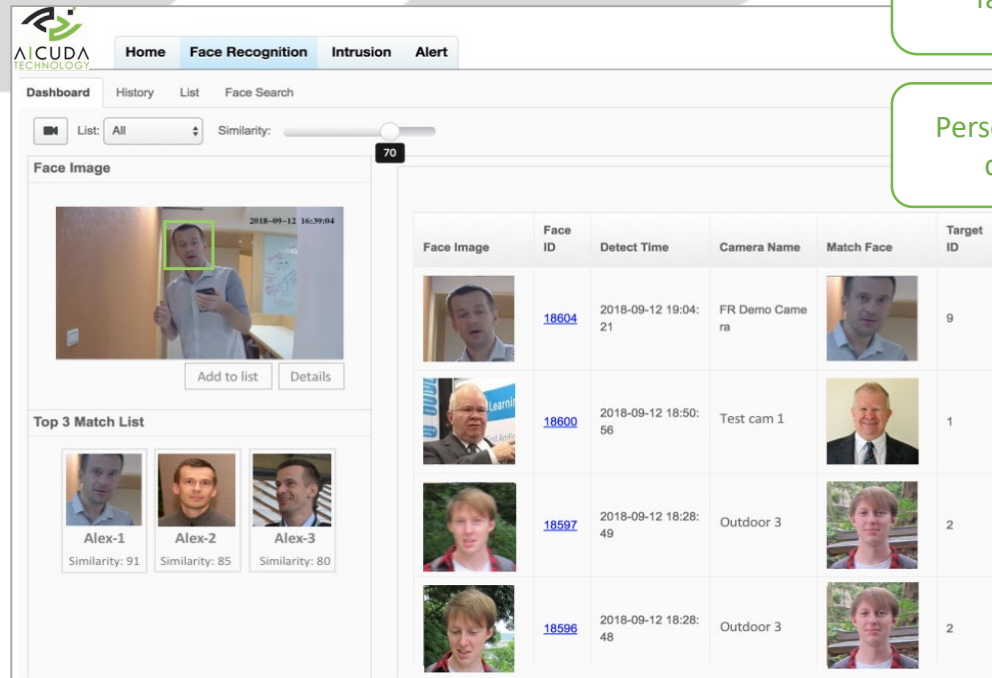 AICUDA
TECHNOLOGY
Home Face Recognition Intrusion Alert
Dashboard History List Face Search
List: All Similarity:
70
Face Image
2018-09-12 16:39:04
Add to list Details
Top 3 Match List
Alex-1 Alex-2 Alex-3
Similarity: 91 Similarity: 85 Similarity: 80
Face Image Face ID Detect Time Camera Name Match Face Target ID
18604 2018-09-12 19:04: FR Demo Came 9
21 ra
Learnin
18600 2018-09-12 18:50: Test cam 1 1
56
18597 2018-09-12 18:28: Outdoor 3 2
49
18596 2018-09-12 18:28: Outdoor 3 2
48